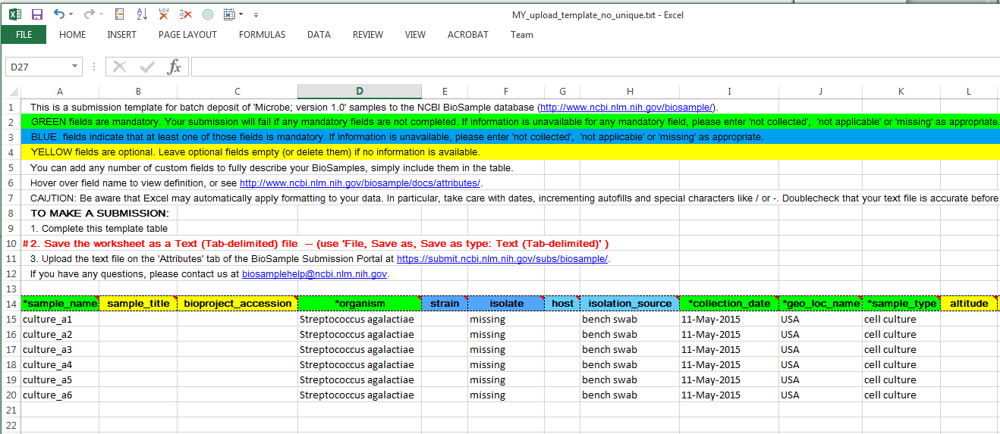 MY_upload_template_no_unique.txt - Excel
FILE HOME INSERT PAGE LAYOUT FORMULAS DATA REVIEW VIEW ACROBAT Team
D27 fx
A B C D E F G H I J K L
1 This is a submission template for batch deposit of 'Microbe; version 1.0' samples to the NCBI BioSample database (http://www.ncbi.nlm.nih.gov/biosample/).
2 GREEN fields are mandatory. Your submission will fail if any mandatory fields are not completed. If information is unavailable for any mandatory field, please enter 'not collected', 'not applicable' or 'missing' as appropriate.
3 BLUE fields indicate that at least one of those fields is mandatory. If information is unavailable, please enter 'not collected', 'not applicable' or 'missing' as appropriate.
4 YELLOW fields are optional. Leave optional fields empty (or delete them) if no information is available.
5 You can add any number of custom fields to fully describe your BioSamples, simply include them in the table.
6 Hover over field name to view definition, or see http://www.ncbi.nlm.nih.gov/biosample/docs/attributes/.
7 CAUTION: Be aware that Excel may automatically apply formatting to your data. In particular, take care with dates, incrementing autofills and special characters like / or -. Doublecheck that your text file is accurate before
8 TO MAKE A SUBMISSION:
9 1. Complete this template table
10 # 2. Save the worksheet as a Text (Tab-delimited) file — (use 'File, Save as, Save as type: Text (Tab-delimited)' )
11 3. Upload the text file on the 'Attributes' tab of the BioSample Submission Portal at https://submit.ncbi.nlm.nih.gov/subs/biosample/.
12 If you have any questions, please contact us at biosamplehelp@ncbi.nlm.nih.gov.
13
14 *sample_name sample_title bioproject_accession *organism strain isolate host isolation_source *collection_date *geo_loc_name *sample_type altitude
15 culture_a1 Streptococcus agalactiae missing bench swab 11-May-2015 USA cell culture
16 culture_a2 Streptococcus agalactiae missing bench swab 11-May-2015 USA cell culture
17 culture_a3 Streptococcus agalactiae missing bench swab 11-May-2015 USA cell culture
18 culture_a4 Streptococcus agalactiae missing bench swab 11-May-2015 USA cell culture
19 culture_a5 Streptococcus agalactiae missing bench swab 11-May-2015 USA cell culture
20 culture_a6 Streptococcus agalactiae missing bench swab 11-May-2015 USA cell culture
21
22